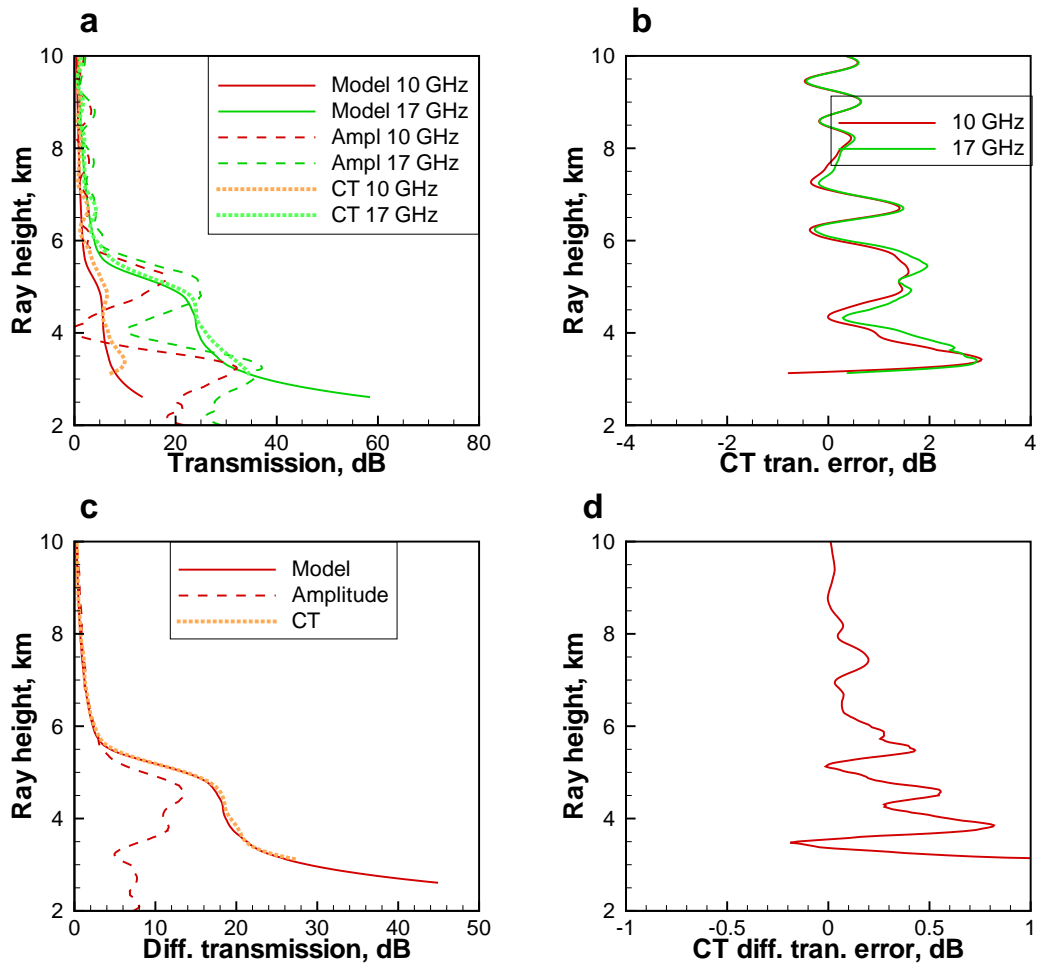 a
10
8
6
4
2
Ray height, km
0
20
40
60
80
Transmission, dB
Model 10 GHz
Model 17 GHz
Ampl 10 GHz
Ampl 17 GHz
CT 10 GHz
CT 17 GHz
b
10
8
6
4
2
Ray height, km
-4
-2
0
2
4
CT tran. error, dB
10 GHz
17 GHz
c
10
8
6
4
2
Ray height, km
0
10
20
30
40
50
Diff. transmission, dB
Model
Amplitude
CT
d
10
8
6
4
2
Ray height, km
-1
-0.5
0
0.5
1
CT diff. tran. error, dB